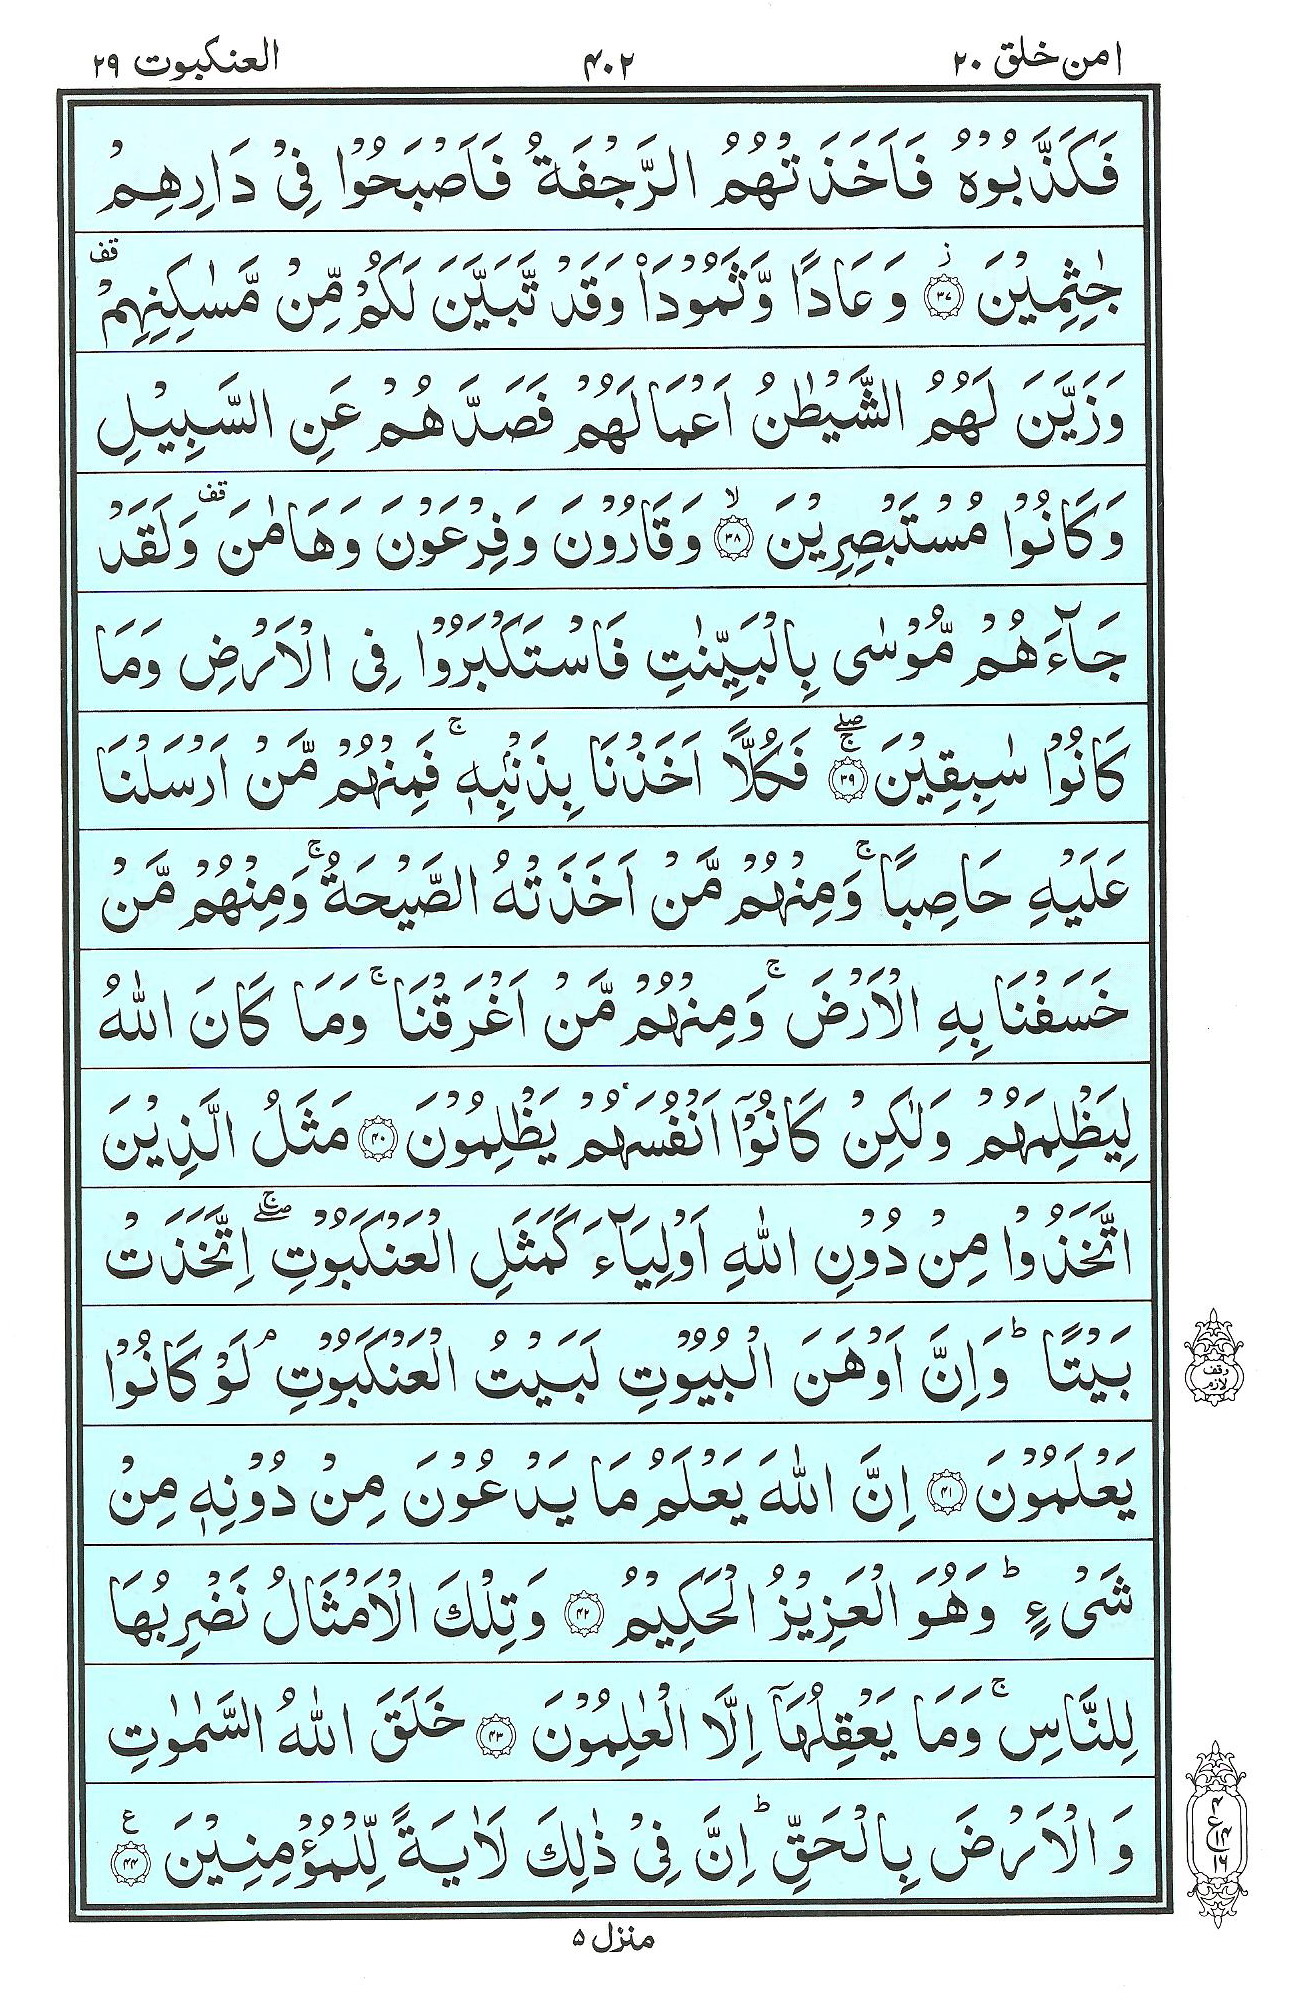 امن خلق ۲۰
۴۰۲
العنكبوت ۲۹
فَكَذَّبُوْهُ فَاَخَذَتْهُمُ الرَّجْفَةُ فَاَصْبَحُوْا فِيْ دَارِهِمْ
جٰثِمِيْنَ ۳۷ ز وَعَادًا وَّثَمُوْدَا۟ وَقَدْ تَّبَيَّنَ لَكُمْ مِّنْ مَّسٰكِنِهِمْ قف
وَزَيَّنَ لَهُمُ الشَّيْطٰنُ اَعْمَالَهُمْ فَصَدَّهُمْ عَنِ السَّبِيْلِ
وَكَانُوْا مُسْتَبْصِرِيْنَ ۳۸ لا وَقَارُوْنَ وَفِرْعَوْنَ وَهَامٰنَ قف وَلَقَدْ
جَآءَهُمْ مُّوْسٰى بِالْبَيِّنٰتِ فَاسْتَكْبَرُوْا فِى الْاَرْضِ وَمَا
كَانُوْا سٰبِقِيْنَ ۳۹ ج صلے فَكُلًّا اَخَذْنَا بِذَنْۢبِهٖ ج فَمِنْهُمْ مَّنْ اَرْسَلْنَا
عَلَيْهِ حَاصِبًا ج وَمِنْهُمْ مَّنْ اَخَذَتْهُ الصَّيْحَةُ ج وَمِنْهُمْ مَّنْ
خَسَفْنَا بِهِ الْاَرْضَ ج وَمِنْهُمْ مَّنْ اَغْرَقْنَا ج وَمَا كَانَ اللّٰهُ
لِيَظْلِمَهُمْ وَلٰكِنْ كَانُوْٓا اَنْفُسَهُمْ يَظْلِمُوْنَ ۴۰ مَثَلُ الَّذِيْنَ
اتَّخَذُوْا مِنْ دُوْنِ اللّٰهِ اَوْلِيَآءَ كَمَثَلِ الْعَنْكَبُوْتِ ج صلے اِتَّخَذَتْ
بَيْتًا ط وَاِنَّ اَوْهَنَ الْبُيُوْتِ لَبَيْتُ الْعَنْكَبُوْتِ م لَوْ كَانُوْا
وقف لازم
يَعْلَمُوْنَ ۴۱ اِنَّ اللّٰهَ يَعْلَمُ مَا يَدْعُوْنَ مِنْ دُوْنِهٖ مِنْ
شَيْءٍ ط وَهُوَ الْعَزِيْزُ الْحَكِيْمُ ۴۲ وَتِلْكَ الْاَمْثَالُ نَضْرِبُهَا
لِلنَّاسِ ج وَمَا يَعْقِلُهَآ اِلَّا الْعٰلِمُوْنَ ۴۳ خَلَقَ اللّٰهُ السَّمٰوٰتِ
وَالْاَرْضَ بِالْحَقِّ ط اِنَّ فِيْ ذٰلِكَ لَاٰيَةً لِّلْمُؤْمِنِيْنَ ۴۴ ع
۴
ع۱۴
۱۶
منزل ۵